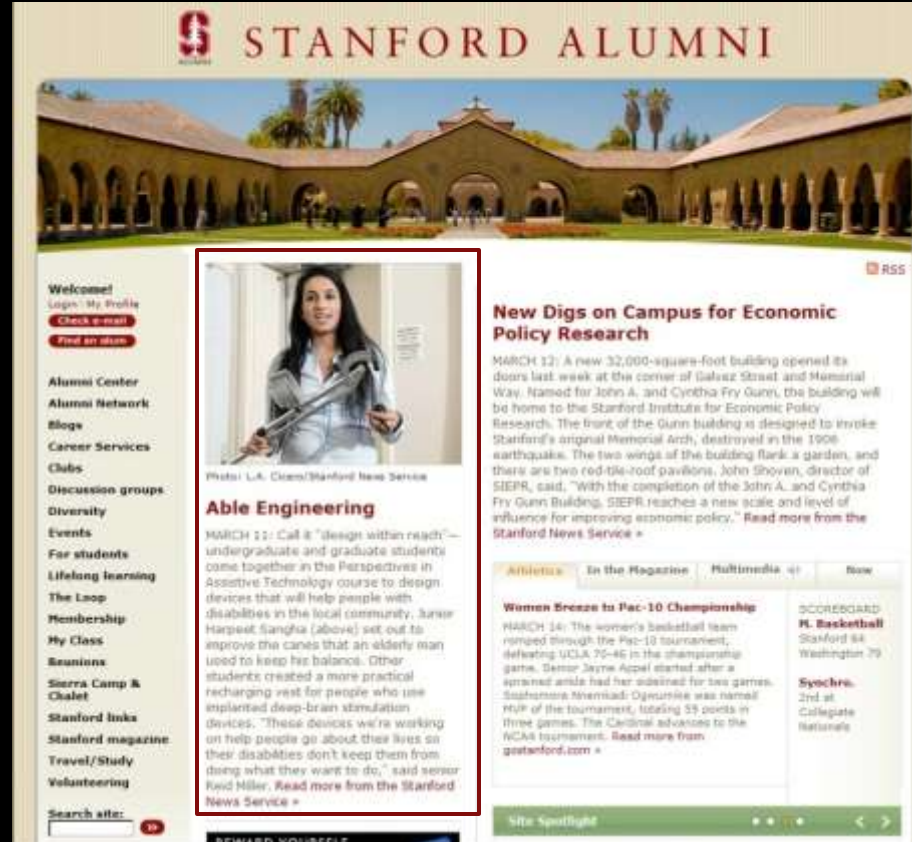 STANFORD ALUMNI
ALUMNI
RSS
Welcome!
Login | My Profile
Check e-mail
Find an alum
Alumni Center
Alumni Network
Blogs
Career Services
Clubs
Discussion groups
Diversity
Events
For students
Lifelong learning
The Loop
Membership
My Class
Reunions
Sierra Camp &
Chalet
Stanford links
Stanford magazine
Travel/Study
Volunteering
Search site:
Photo: L.A. Cicero/Stanford News Service
Able Engineering
MARCH 11: Call it "design within reach"—
undergraduate and graduate students
come together in the Perspectives in
Assistive Technology course to design
devices that will help people with
disabilities in the local community. Junior
Harpreet Sangha (above) set out to
improve the canes that an elderly man
used to keep his balance. Other
students created a more practical
recharging vest for people who use
implanted deep-brain stimulation
devices. "These devices we're working
on help people go about their lives so
their disabilities don't keep them from
doing what they want to do," said senior
Reid Miller. Read more from the Stanford
News Service »
REWARD YOURSELF
New Digs on Campus for Economic
Policy Research
MARCH 12: A new 32,000-square-foot building opened its
doors last week at the corner of Galvez Street and Memorial
Way. Named for John A. and Cynthia Fry Gunn, the building will
be home to the Stanford Institute for Economic Policy
Research. The front of the Gunn building is designed to invoke
Stanford's original Memorial Arch, destroyed in the 1906
earthquake. The two wings of the building flank a garden, and
there are two red-tile-roof pavilions. John Shoven, director of
SIEPR, said, "With the completion of the John A. and Cynthia
Fry Gunn Building, SIEPR reaches a new scale and level of
influence for improving economic policy." Read more from the
Stanford News Service »
Athletics In the Magazine Multimedia Now
Women Breeze to Pac-10 Championship
MARCH 14: The women's basketball team
romped through the Pac-10 tournament,
defeating UCLA 70-46 in the championship
game. Senior Jayne Appel started after a
sprained ankle had her sidelined for two games.
Sophomore Nnemkadi Ogwumike was named
MVP of the tournament, totaling 55 points in
three games. The Cardinal advances to the
NCAA tournament. Read more from
gostanford.com »
SCOREBOARD
M. Basketball
Stanford 64
Washington 79
Synchro.
2nd at
Collegiate
Nationals
Site Spotlight